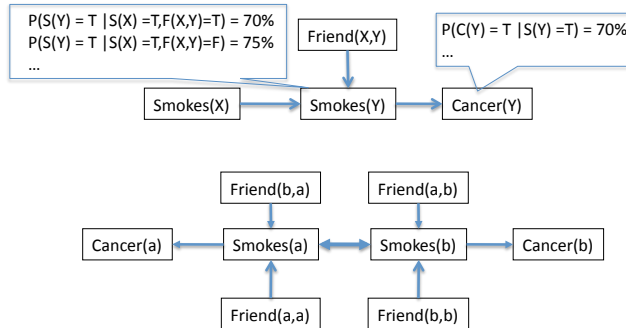 P(S(Y) = T |S(X) =T,F(X,Y)=T) = 70%
P(S(Y) = T |S(X) =T,F(X,Y)=F) = 75%
...
Friend(X,Y)
P(C(Y) = T |S(Y) =T) = 70%
...
Smokes(X)
Smokes(Y)
Cancer(Y)
Friend(b,a)
Friend(a,b)
Cancer(a)
Smokes(a)
Smokes(b)
Cancer(b)
Friend(a,a)
Friend(b,b)